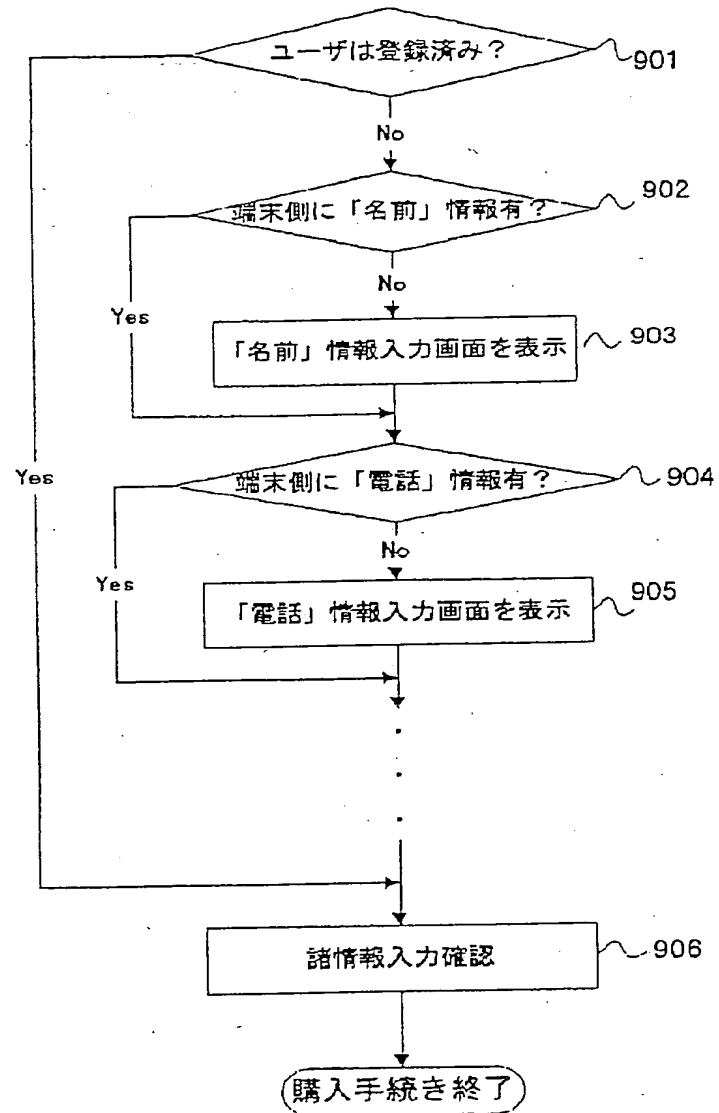 ユーザは登録済み?
901
No
端末側に「名前」情報有?
902
No
Yes
「名前」情報入力画面を表示
903
Yes
端末側に「電話」情報有?
904
No
Yes
「電話」情報入力画面を表示
905
諸情報入力確認
906
購入手続き終了